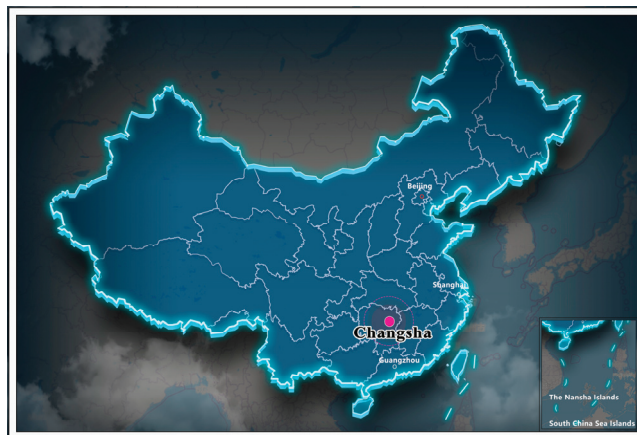 Beijing
Shanghai
Changsha
Guangzhou
The Nansha Islands
South China Sea Islands